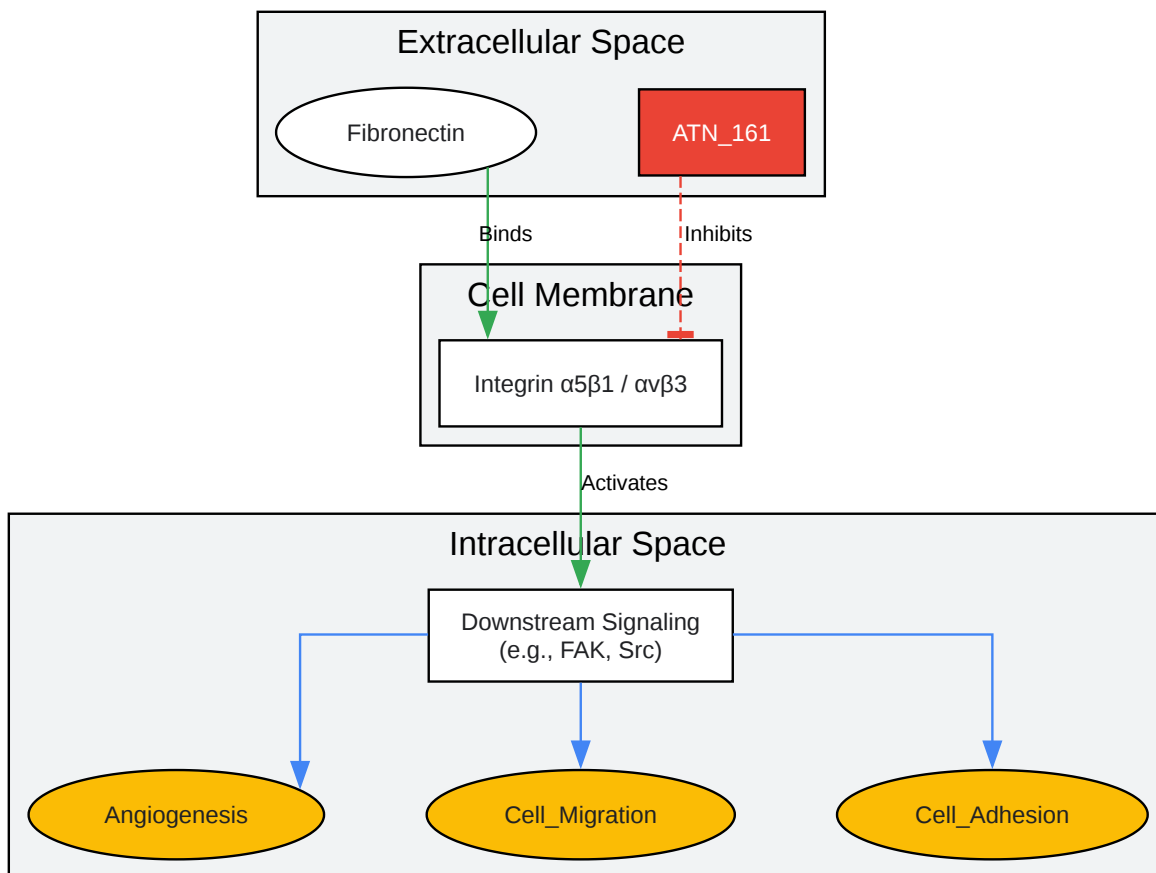 Extracellular Space
Fibronectin
ATN_161
Binds
Inhibits
Cell Membrane
Integrin α5β1 / αvβ3
Activates
Intracellular Space
Downstream Signaling
(e.g., FAK, Src)
Angiogenesis
Cell_Migration
Cell_Adhesion